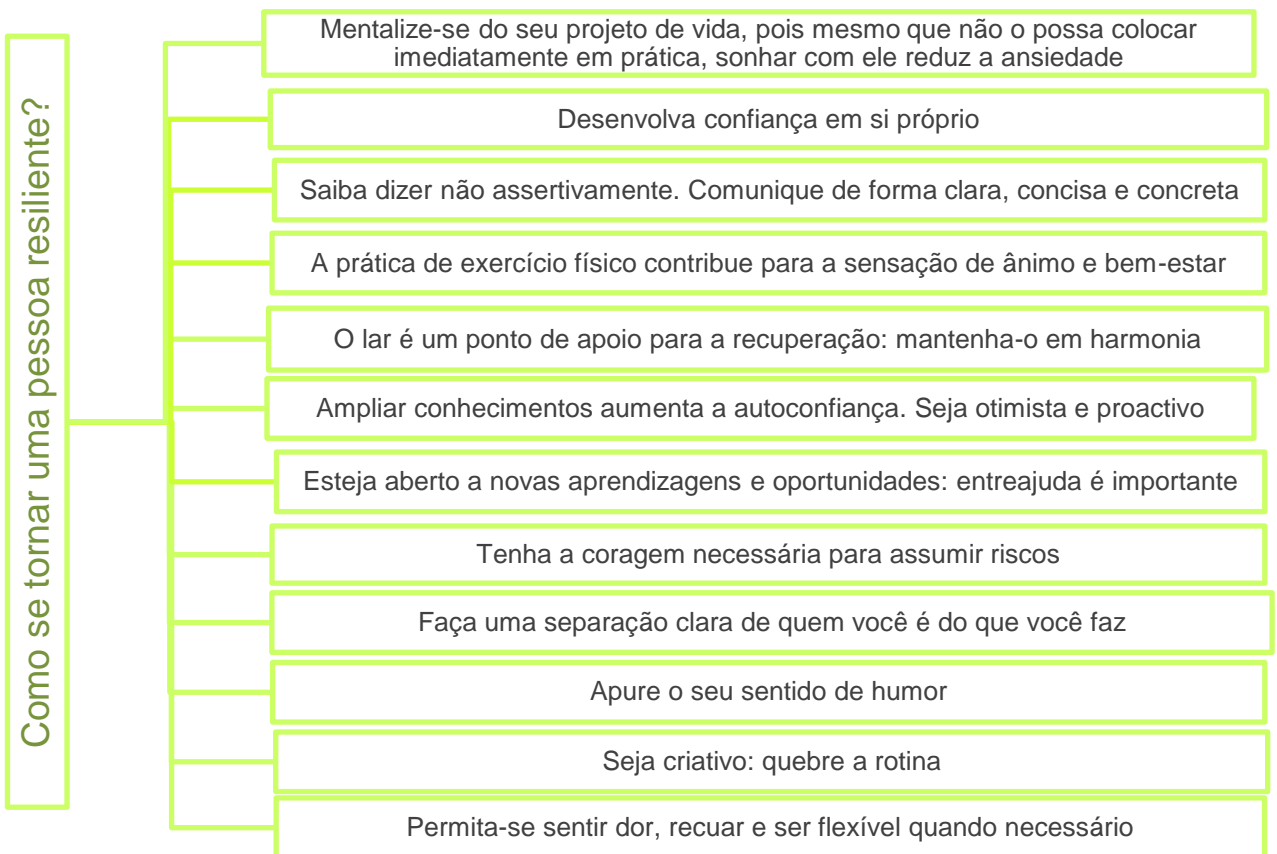 Como se tornar uma pessoa resiliente?
Mentalize-se do seu projeto de vida, pois mesmo que não o possa colocar
imediatamente em prática, sonhar com ele reduz a ansiedade
Desenvolva confiança em si próprio
Saiba dizer não assertivamente. Comunique de forma clara, concisa e concreta
A prática de exercício físico contribue para a sensação de ânimo e bem-estar
O lar é um ponto de apoio para a recuperação: mantenha-o em harmonia
Ampliar conhecimentos aumenta a autoconfiança. Seja otimista e proactivo
Esteja aberto a novas aprendizagens e oportunidades: entreajuda é importante
Tenha a coragem necessária para assumir riscos
Faça uma separação clara de quem você é do que você faz
Apure o seu sentido de humor
Seja criativo: quebre a rotina
Permita-se sentir dor, recuar e ser flexível quando necessário